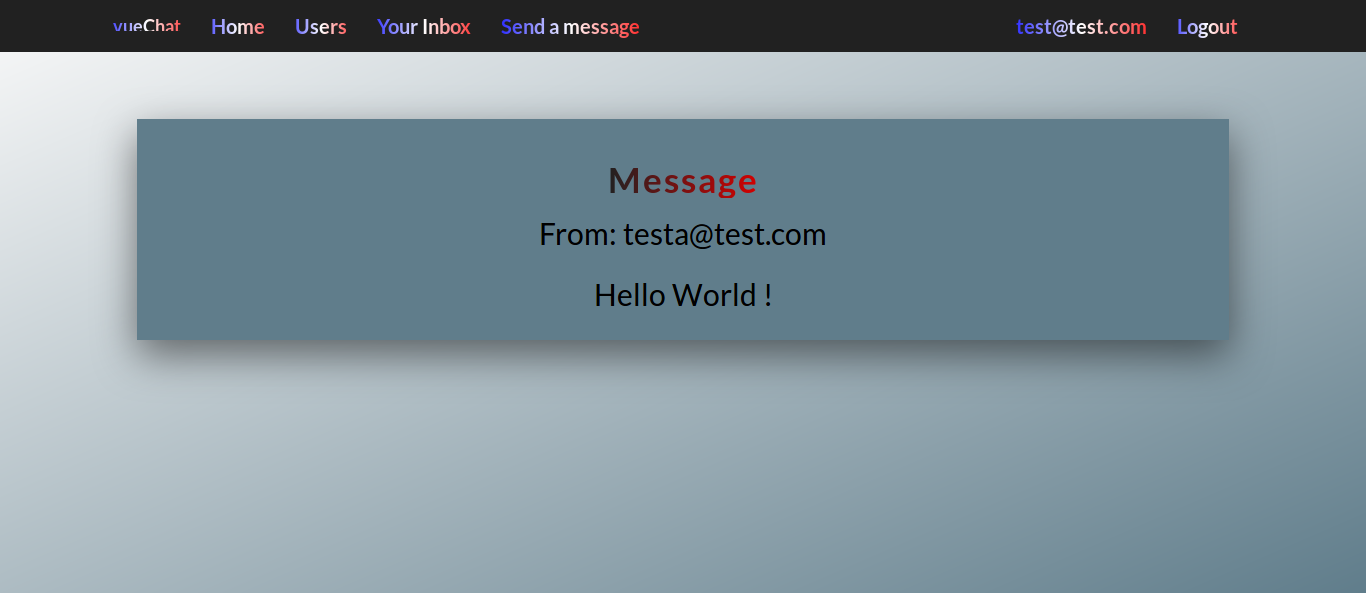 vueChat Home Users Your Inbox Send a message test@test.com Logout
Message
From: testa@test.com
Hello World !